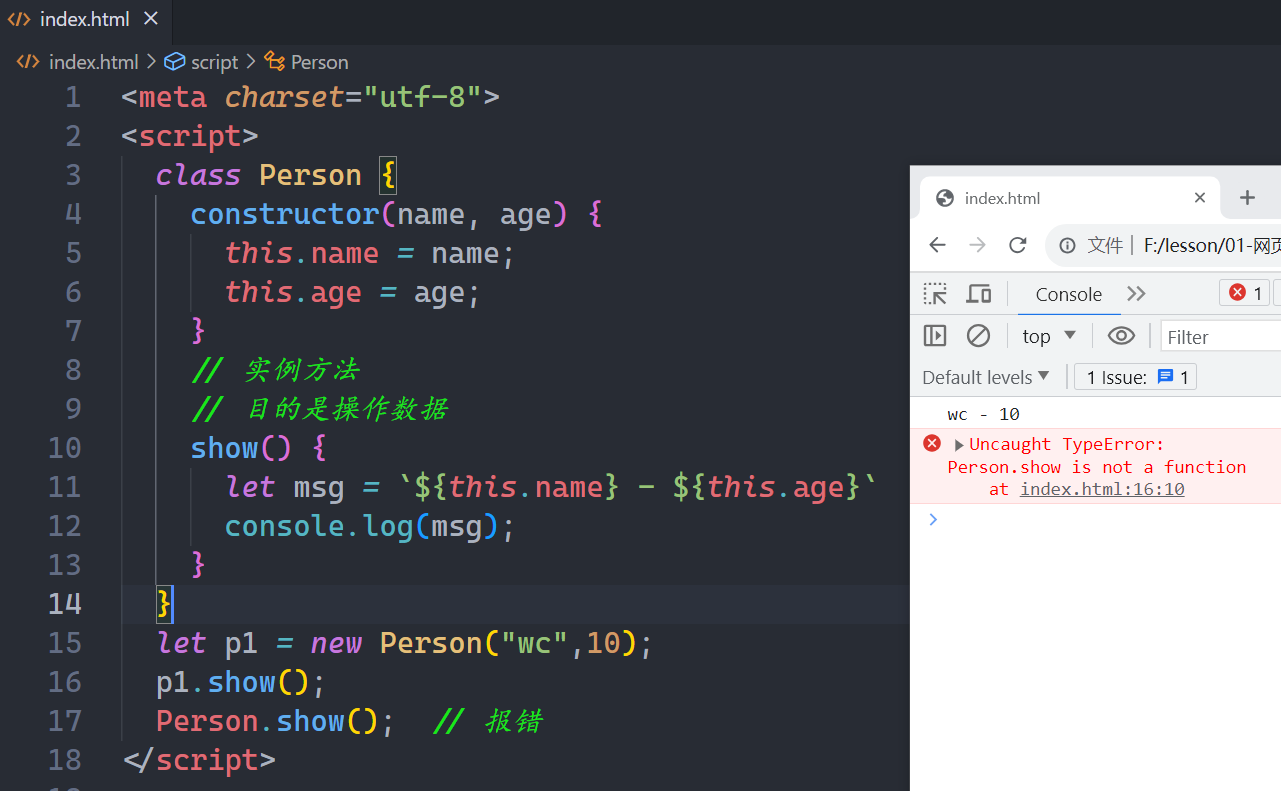 index.html
index.html > script > Person
1 <meta charset="utf-8">
2 <script>
3 class Person {
4 constructor(name, age) {
5 this.name = name;
6 this.age = age;
7 }
8 // 实例方法
9 // 目的是操作数据
10 show() {
11 let msg = `${this.name} - ${this.age}`
12 console.log(msg);
13 }
14 }
15 let p1 = new Person("wc",10);
16 p1.show();
17 Person.show(); // 报错
18 </script>
index.html
文件 F:/lesson/01-网页
Console 1
top Filter
Default levels 1 Issue: 1
wc - 10
Uncaught TypeError:
Person.show is not a function
at index.html:16:10